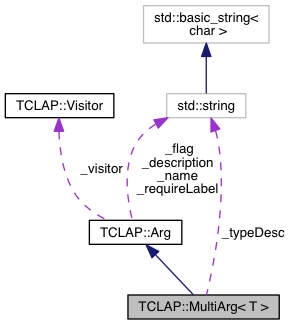 std::basic_string<
char >
TCLAP::Visitor
std::string
_visitor
_flag
_description
_name
_requireLabel
_typeDesc
TCLAP::Arg
TCLAP::MultiArg< T >